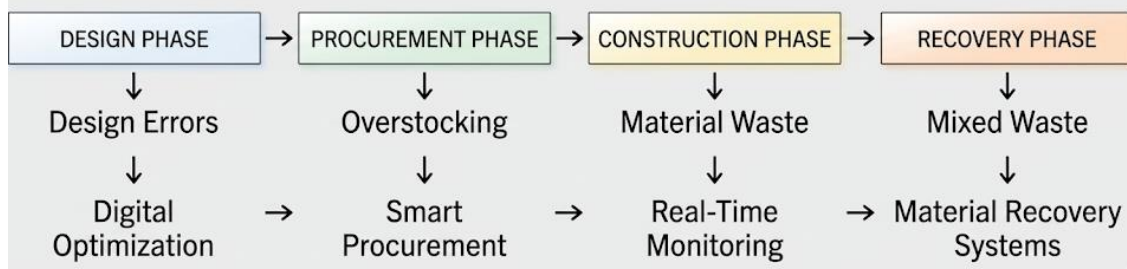 DESIGN PHASE → PROCUREMENT PHASE → CONSTRUCTION PHASE → RECOVERY PHASE
↓ ↓ ↓ ↓
Design Errors Overstocking Material Waste Mixed Waste
↓ ↓ ↓ ↓
Digital → Smart → Real-Time → Material Recovery
Optimization Procurement Monitoring Systems